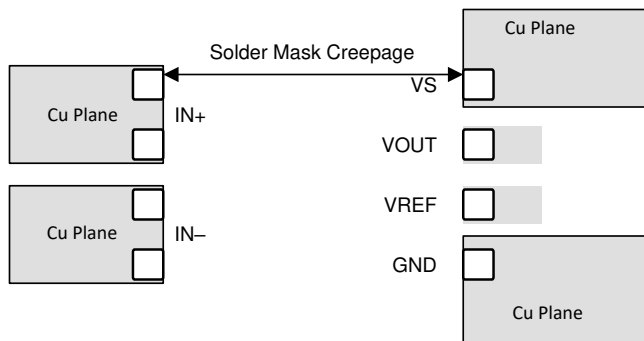 Cu Plane
Solder Mask Creepage
VS
Cu Plane
IN+
VOUT
VREF
Cu Plane
IN–
GND
Cu Plane